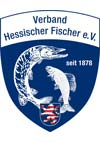 Verband
Hessischer Fischer e.V.
seit 1878